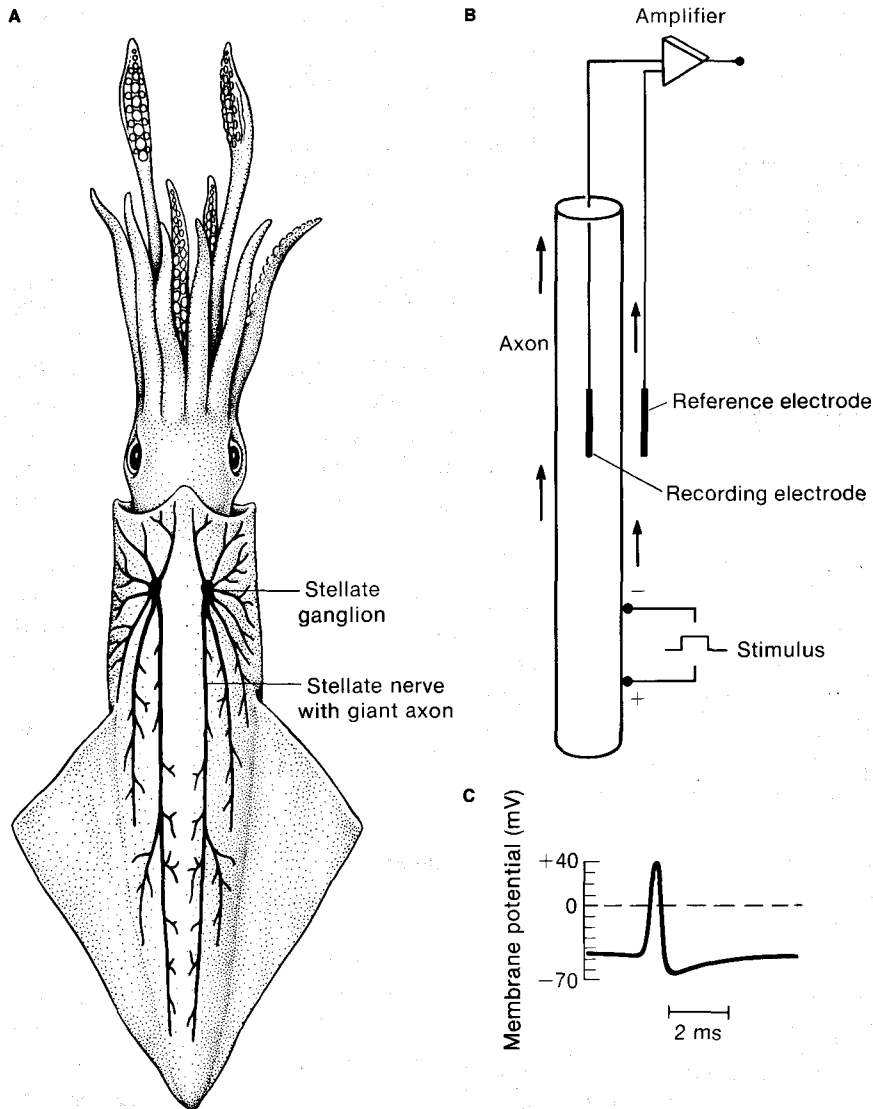 A
Stellate
ganglion
Stellate nerve
with giant axon
B
Amplifier
Axon
Reference electrode
Recording electrode
−
Stimulus
+
C
Membrane potential (mV)
+40
0
−70
2 ms